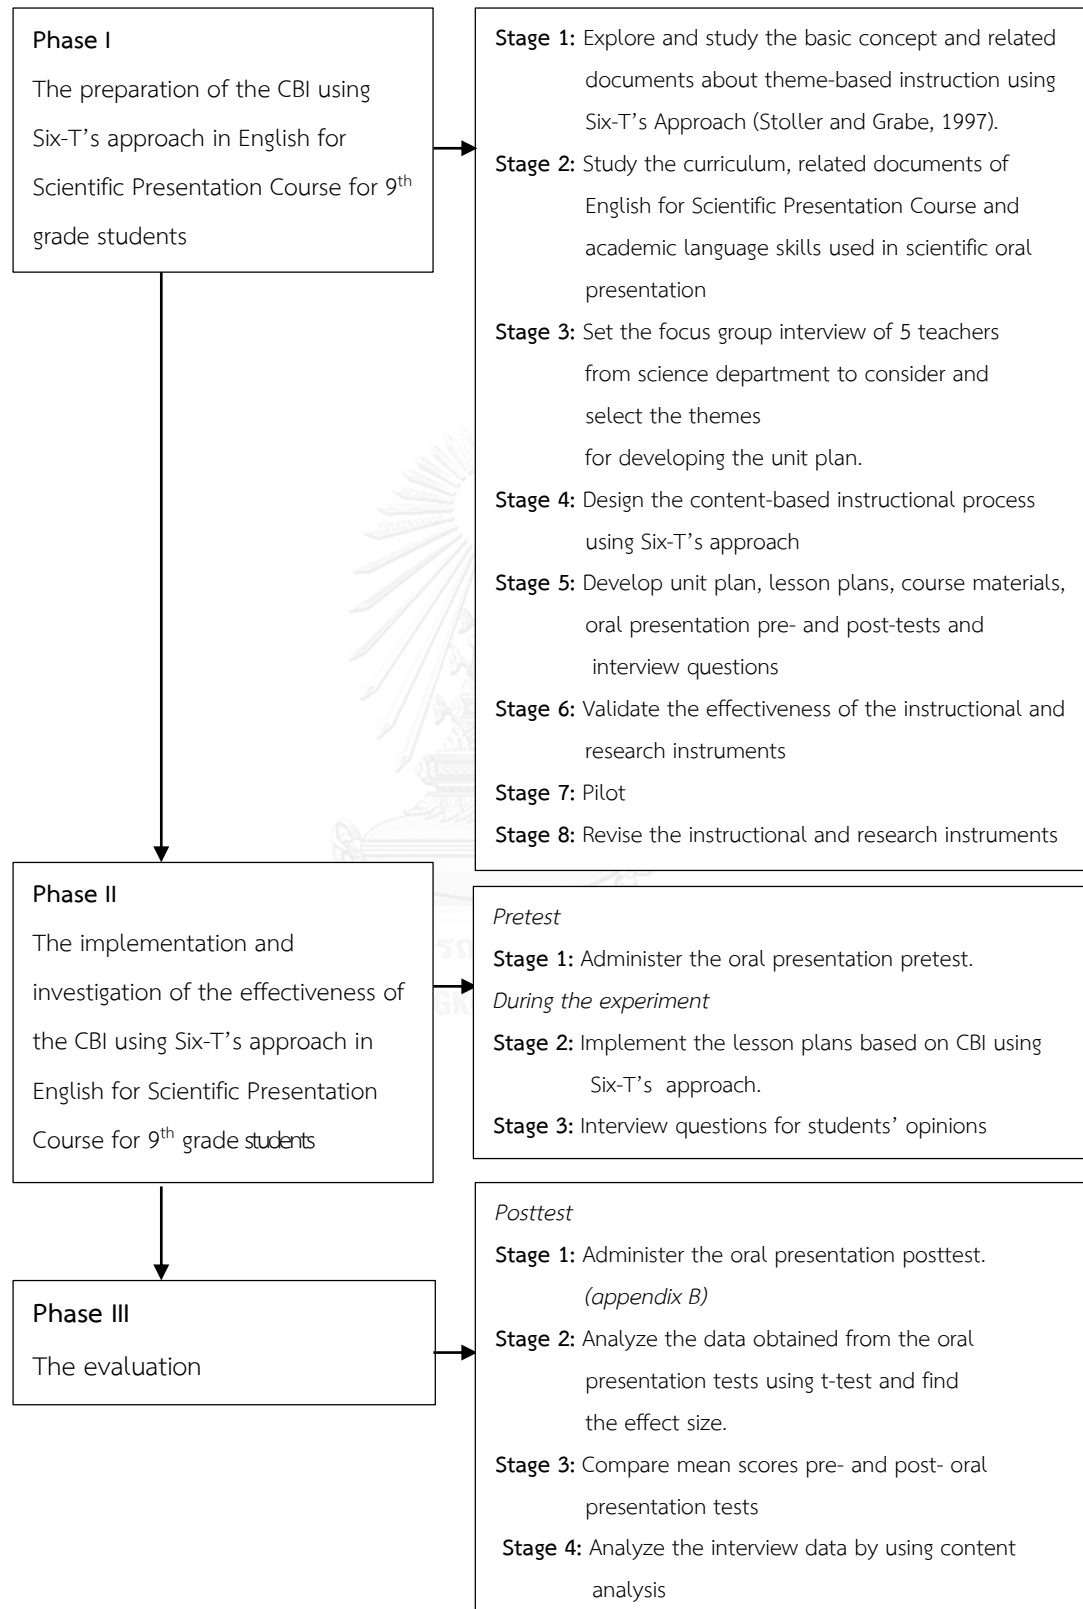 Phase I
The preparation of the CBI using
Six-T’s approach in English for
Scientific Presentation Course for 9th
grade students
Stage 1: Explore and study the basic concept and related
documents about theme-based instruction using
Six-T’s Approach (Stoller and Grabe, 1997).
Stage 2: Study the curriculum, related documents of
English for Scientific Presentation Course and
academic language skills used in scientific oral
presentation
Stage 3: Set the focus group interview of 5 teachers
from science department to consider and
select the themes
for developing the unit plan.
Stage 4: Design the content-based instructional process
using Six-T’s approach
Stage 5: Develop unit plan, lesson plans, course materials,
oral presentation pre- and post-tests and
interview questions
Stage 6: Validate the effectiveness of the instructional and
research instruments
Stage 7: Pilot
Stage 8: Revise the instructional and research instruments
Phase II
The implementation and
investigation of the effectiveness of
the CBI using Six-T’s approach in
English for Scientific Presentation
Course for 9th grade students
Pretest
Stage 1: Administer the oral presentation pretest.
During the experiment
Stage 2: Implement the lesson plans based on CBI using
Six-T’s approach.
Stage 3: Interview questions for students’ opinions
Phase III
The evaluation
Posttest
Stage 1: Administer the oral presentation posttest.
(appendix B)
Stage 2: Analyze the data obtained from the oral
presentation tests using t-test and find
the effect size.
Stage 3: Compare mean scores pre- and post- oral
presentation tests
Stage 4: Analyze the interview data by using content
analysis